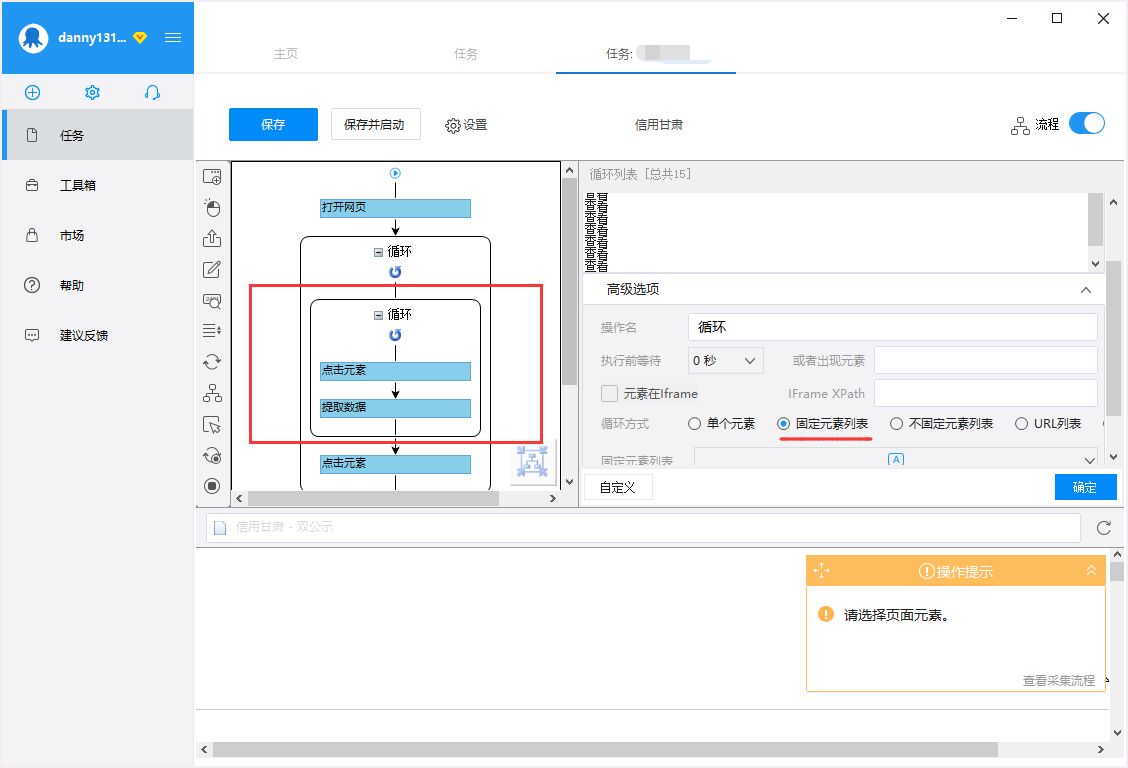 danny131...
主页
任务
任务:
保存
保存并启动
设置
信用甘肃
流程
任务
工具箱
市场
帮助
建议反馈
打开网页
循环
循环
点击元素
提取数据
点击元素
循环列表 [总共15]
查看
查看
查看
查看
查看
查看
查看
高级选项
操作名
循环
执行前等待
0 秒
或者出现元素
元素在Iframe
IFrame XPath
循环方式
单个元素
固定元素列表
不固定元素列表
URL列表
固定元素列表
A
自定义
确定
信用甘肃 - 双公示
操作提示
请选择页面元素。
查看采集流程